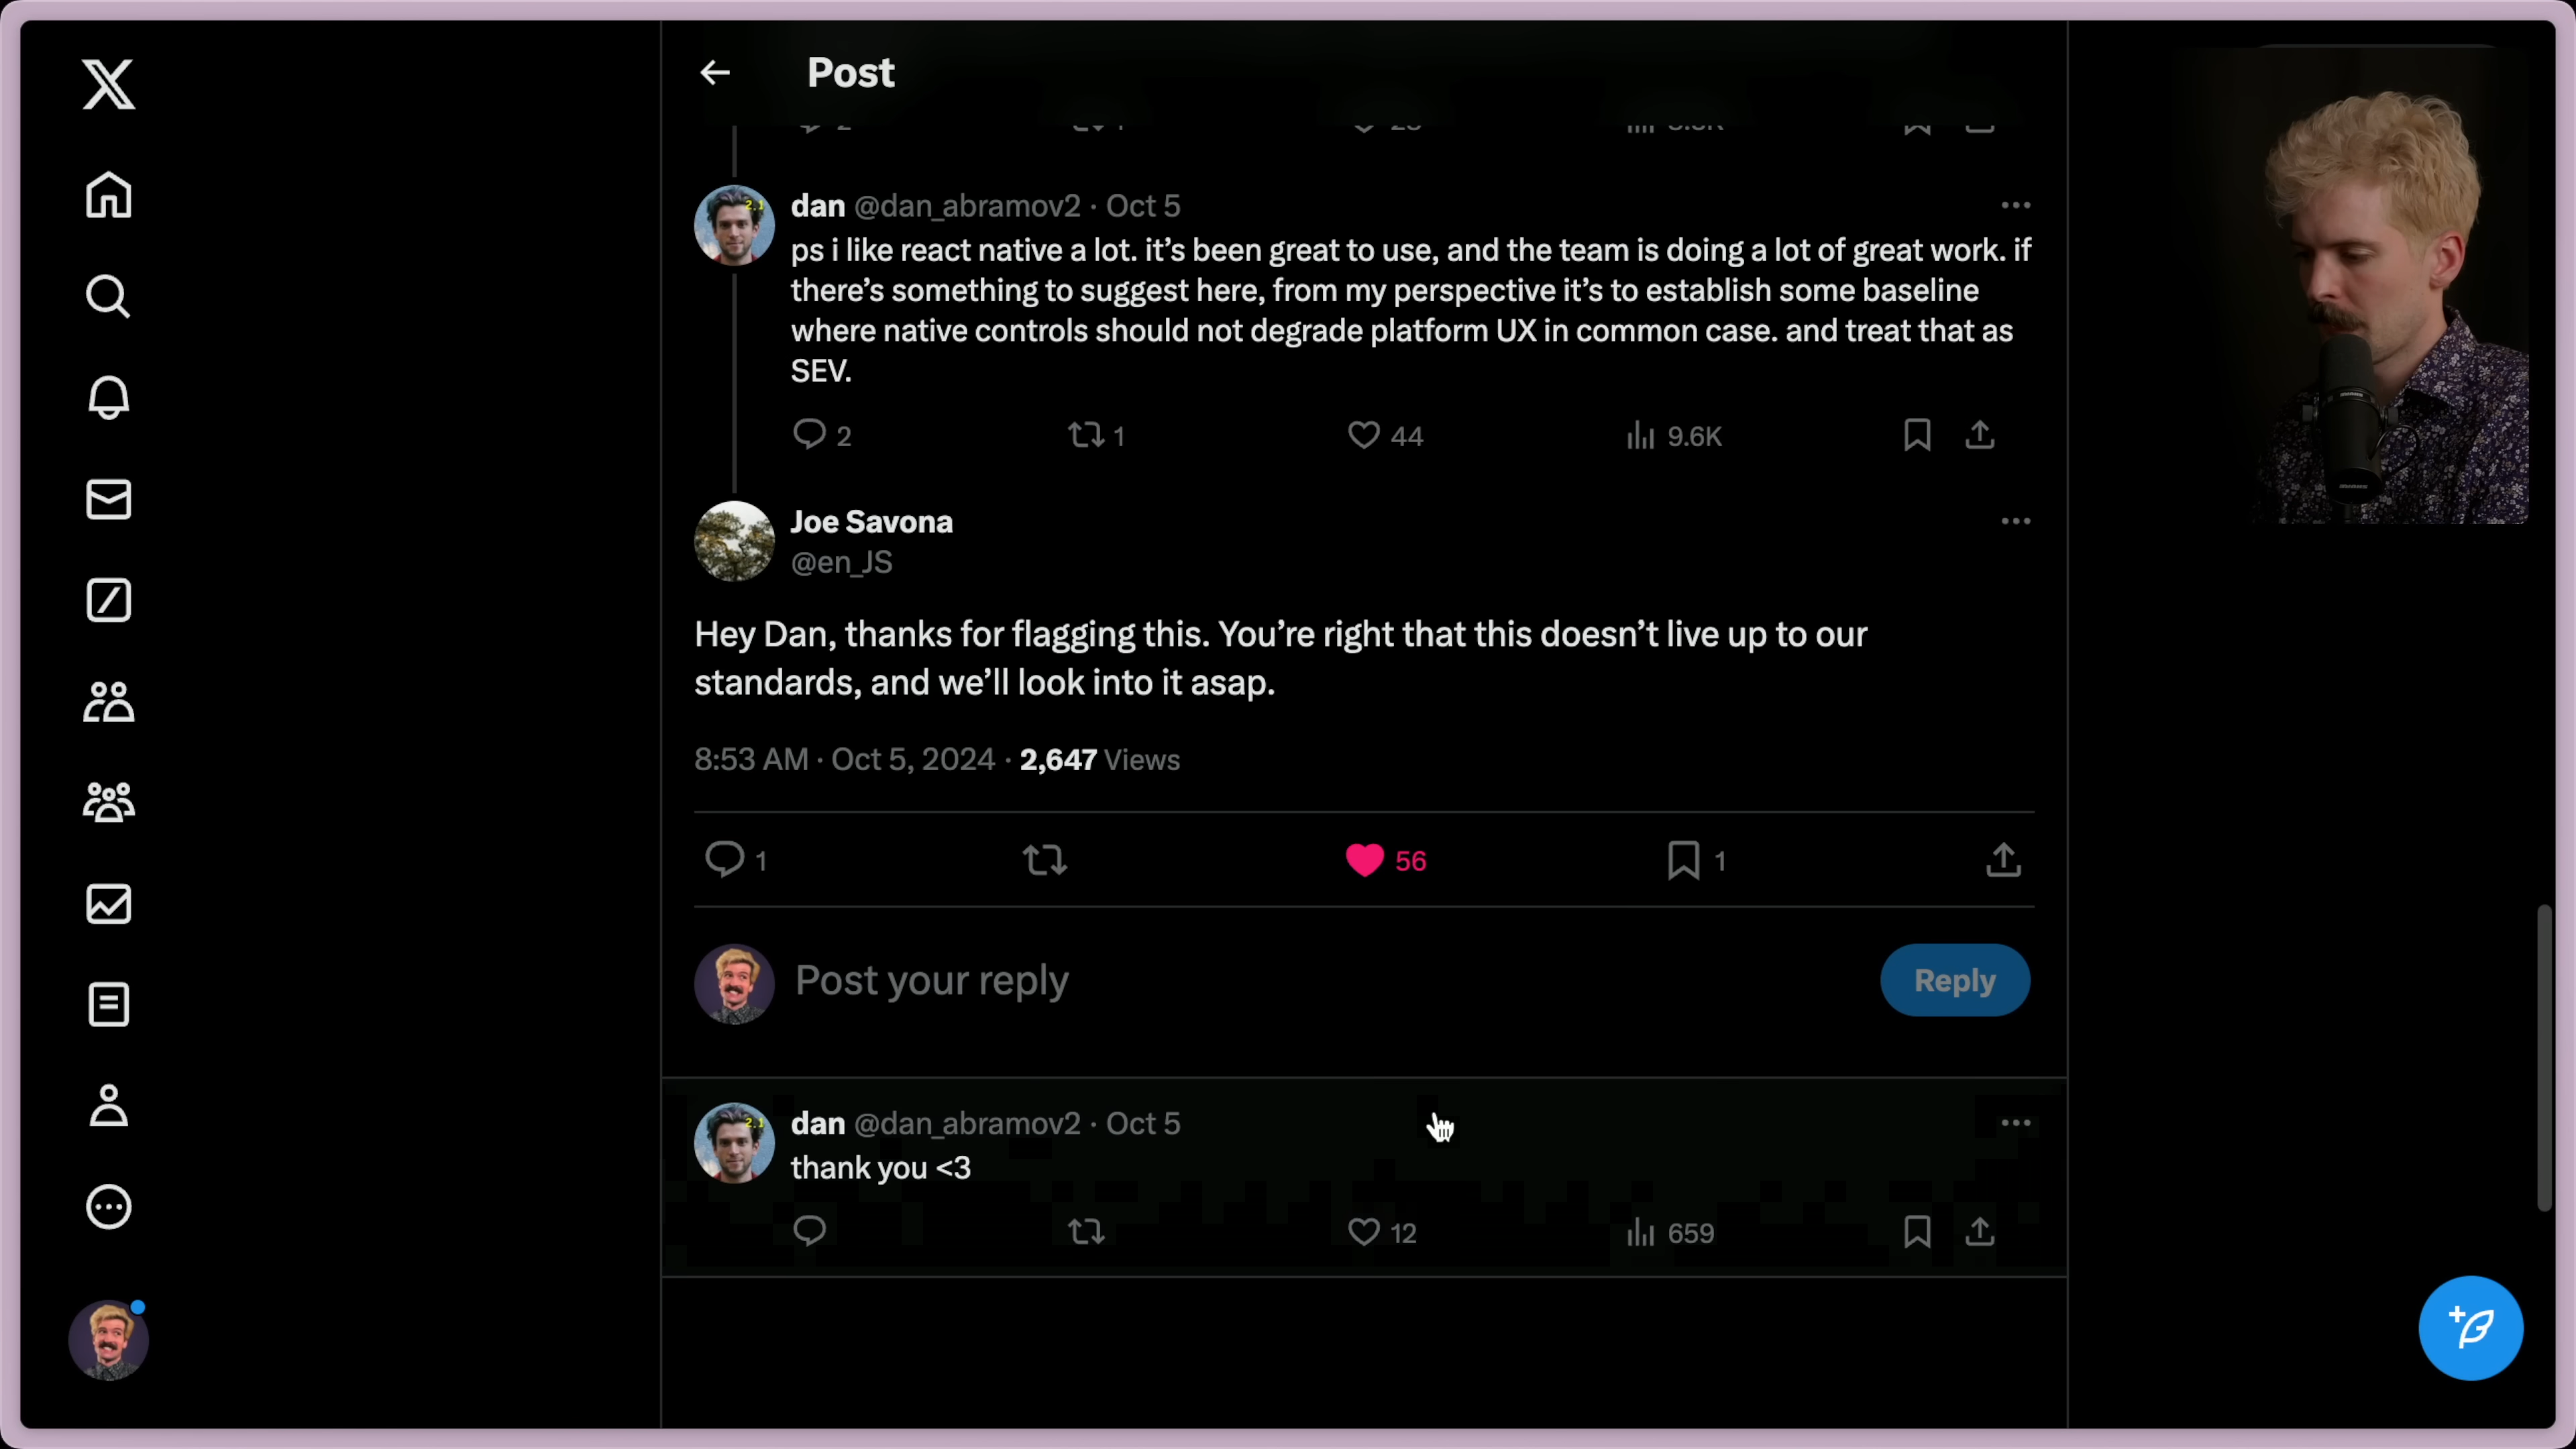 Post
dan @dan_abramov2 · Oct 5
ps i like react native a lot. it's been great to use, and the team is doing a lot of great work. if
there's something to suggest here, from my perspective it's to establish some baseline
where native controls should not degrade platform UX in common case. and treat that as
SEV.
2 1 44 9.6K
Joe Savona
@en_JS
Hey Dan, thanks for flagging this. You're right that this doesn't live up to our
standards, and we'll look into it asap.
8:53 AM · Oct 5, 2024 · 2,647 Views
1 56 1
Post your reply
Reply
dan @dan_abramov2 · Oct 5
thank you <3
12 659